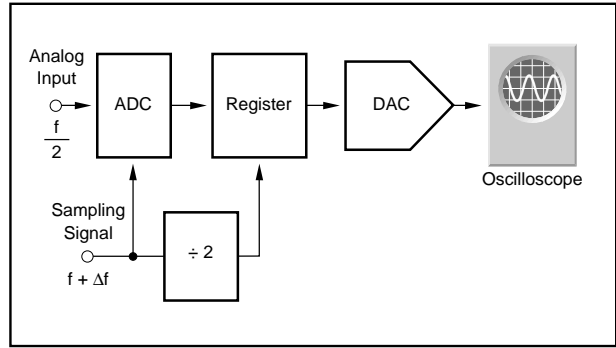 Analog
Input
f
2
ADC
Register
DAC
Oscilloscope
Sampling
Signal
f + Δf
÷ 2